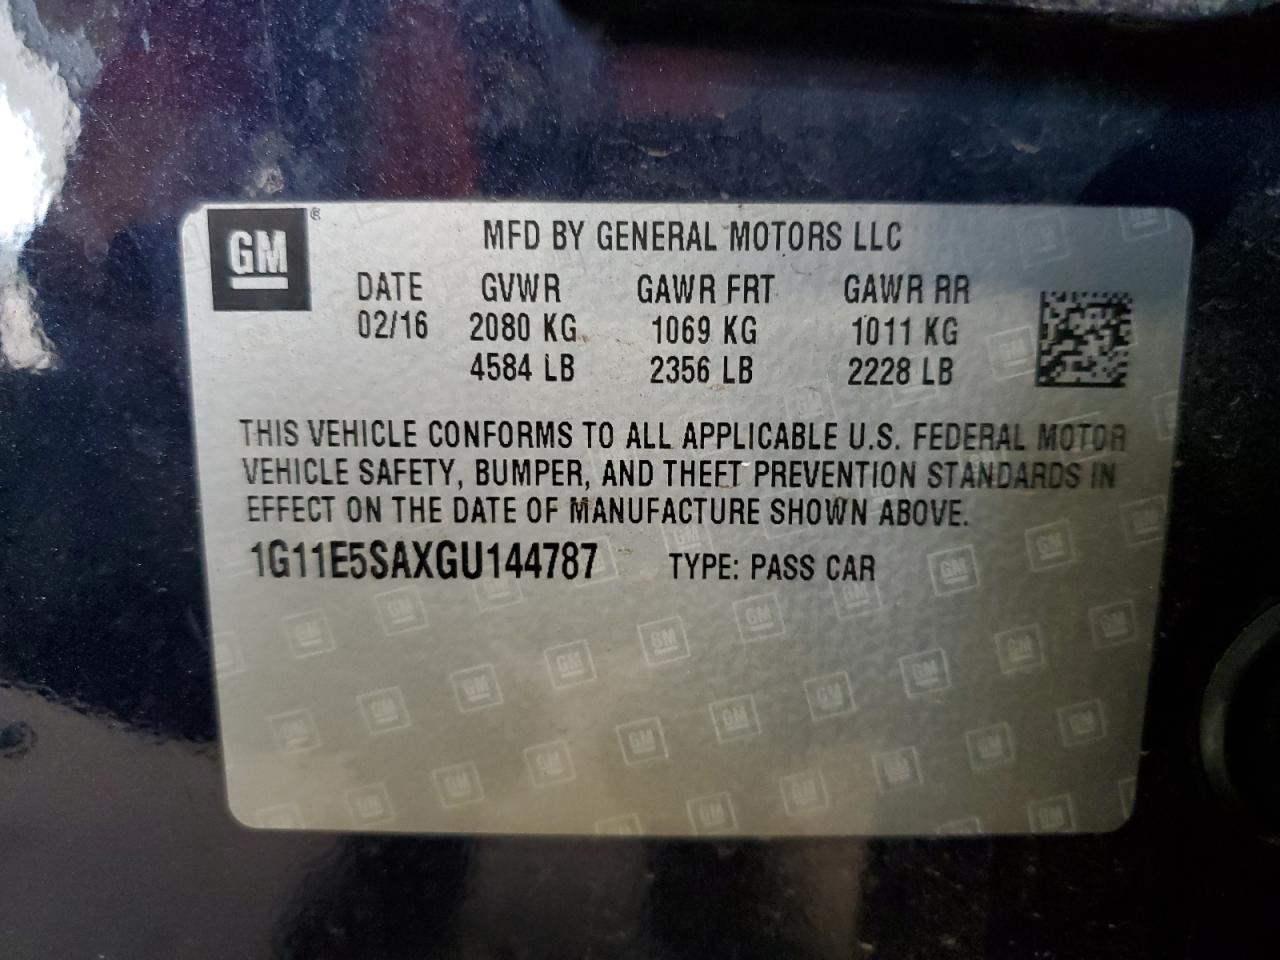 GM ®
MFD BY GENERAL MOTORS LLC
DATE GVWR GAWR FRT GAWR RR
02/16 2080 KG 1069 KG 1011 KG
4584 LB 2356 LB 2228 LB
THIS VEHICLE CONFORMS TO ALL APPLICABLE U.S. FEDERAL MOTOR
VEHICLE SAFETY, BUMPER, AND THEFT PREVENTION STANDARDS IN
EFFECT ON THE DATE OF MANUFACTURE SHOWN ABOVE.
1G11E5SAXGU144787 TYPE: PASS CAR